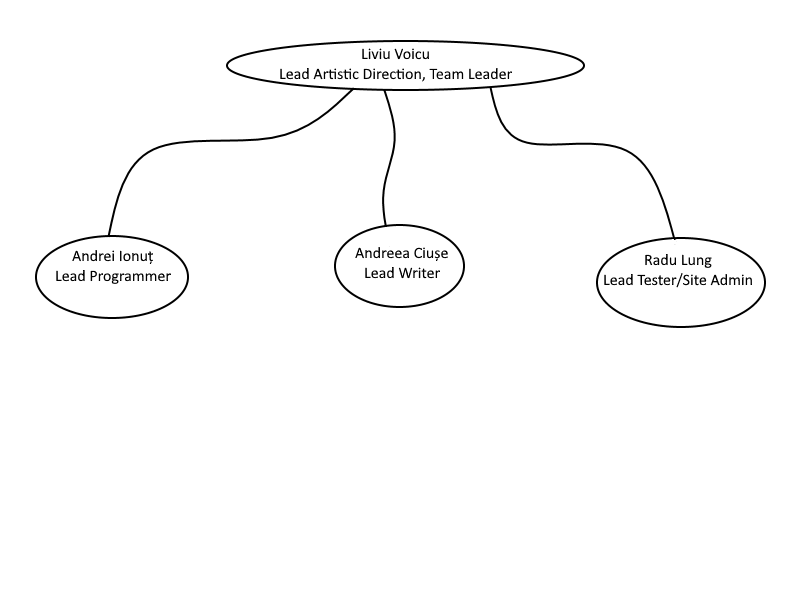 Liviu Voicu
Lead Artistic Direction, Team Leader
Andrei Ionuț
Lead Programmer
Andreea Ciușe
Lead Writer
Radu Lung
Lead Tester/Site Admin